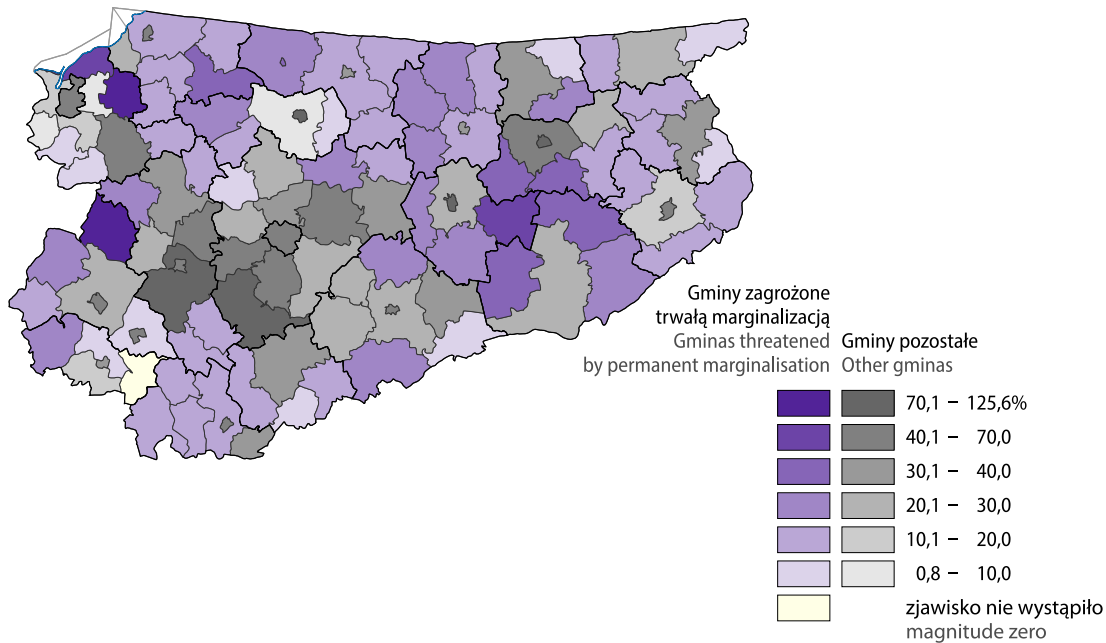 Gminy zagrożone
trwałą marginalizacją
Gminas threatened
by permanent marginalisation
Gminy pozostałe
Other gminas
70,1 – 125,6%
40,1 – 70,0
30,1 – 40,0
20,1 – 30,0
10,1 – 20,0
0,8 – 10,0
zjawisko nie wystąpiło
magnitude zero